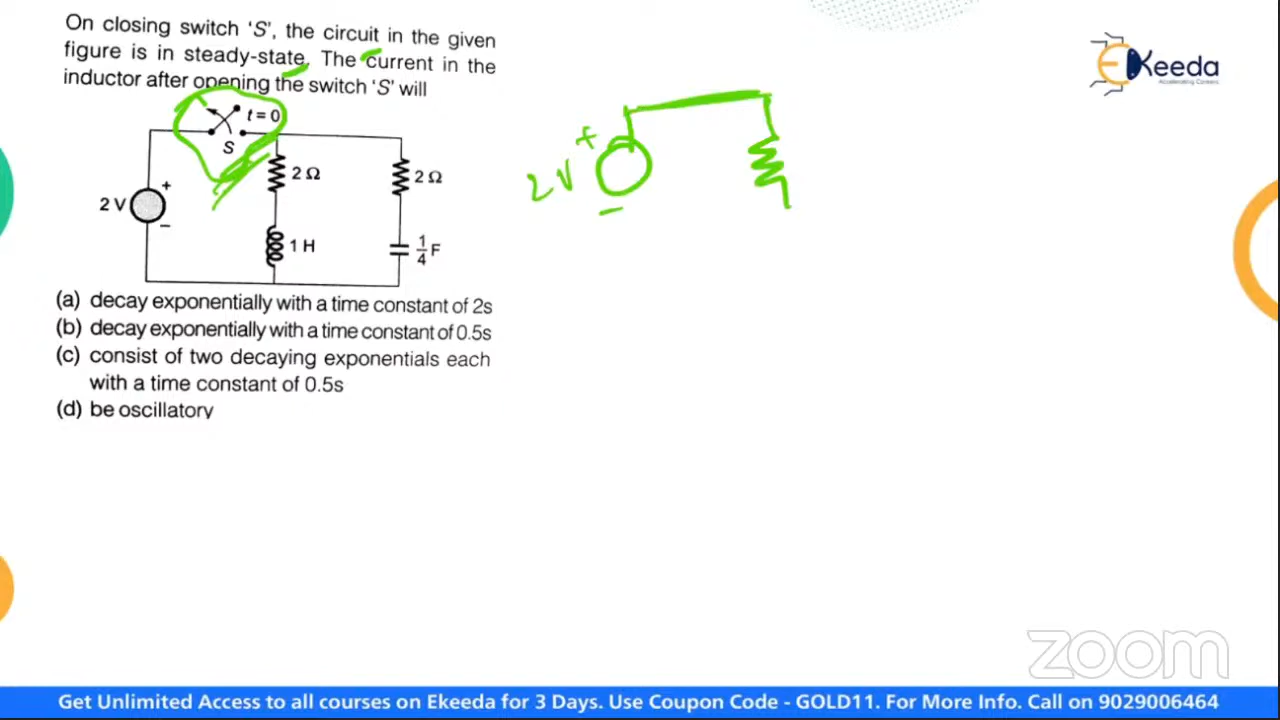 On closing switch 'S', the circuit in the given
figure is in steady-state. The current in the
inductor after opening the switch 'S' will
t=0
S
2 V
+
−
2 Ω
1 H
2 Ω
1/4 F
2V
+
−
(a) decay exponentially with a time constant of 2s
(b) decay exponentially with a time constant of 0.5s
(c) consist of two decaying exponentials each
with a time constant of 0.5s
(d) be oscillatory
EKeeda
Accelerating Careers
zoom
Get Unlimited Access to all courses on Ekeeda for 3 Days. Use Coupon Code - GOLD11. For More Info. Call on 9029006464